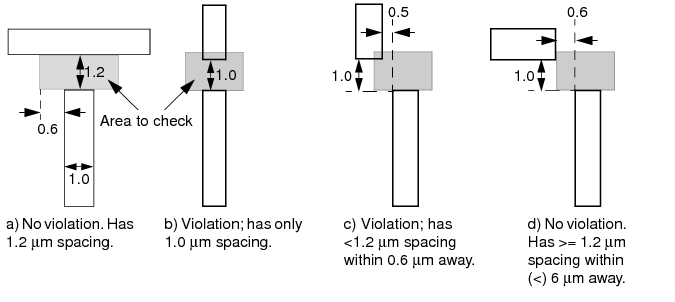 0.5
0.6
1.2
1.0
1.0
1.0
0.6
Area to check
1.0
a) No violation. Has
1.2 μm spacing.
b) Violation; has only
1.0 μm spacing.
c) Violation; has
<1.2 μm spacing
within 0.6 μm away.
d) No violation.
Has >= 1.2 μm
spacing within
(<) 6 μm away.